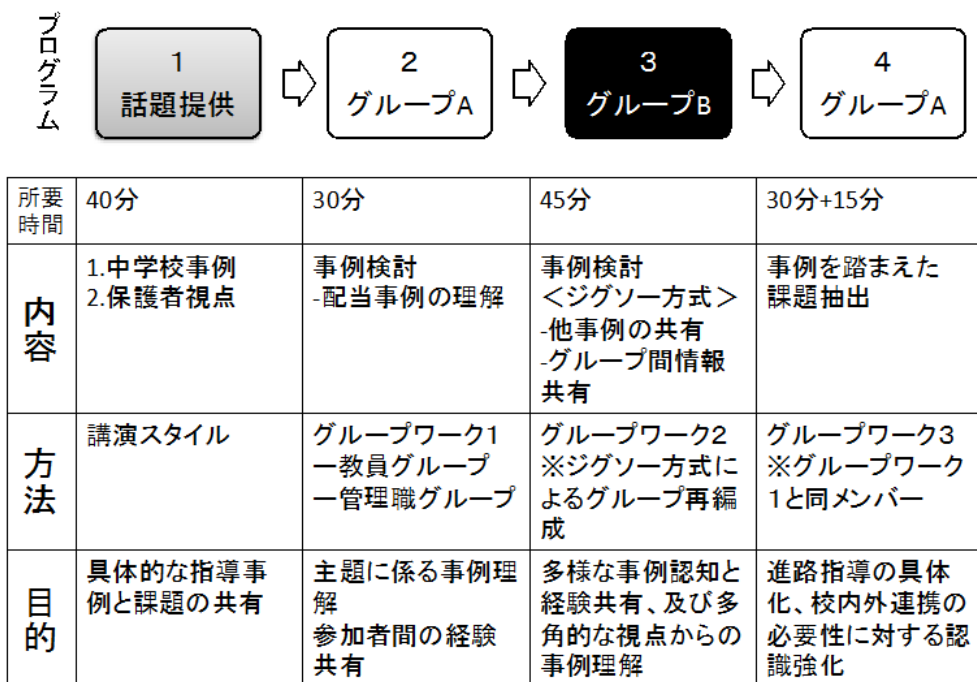 プログラム
1
話題提供
2
グループA
3
グループB
4
グループA
所要
時間
40分
30分
45分
30分+15分
内容
1.中学校事例
2.保護者視点
事例検討
-配当事例の理解
事例検討
＜ジグソー方式＞
-他事例の共有
-グループ間情報
共有
事例を踏まえた
課題抽出
方法
講演スタイル
グループワーク1
ー教員グループ
ー管理職グループ
グループワーク2
※ジグソー方式に
よるグループ再編
成
グループワーク3
※グループワーク
1と同メンバー
目的
具体的な指導事
例と課題の共有
主題に係る事例理
解
参加者間の経験
共有
多様な事例認知と
経験共有、及び多
角的な視点からの
事例理解
進路指導の具体
化、校内外連携の
必要性に対する認
識強化